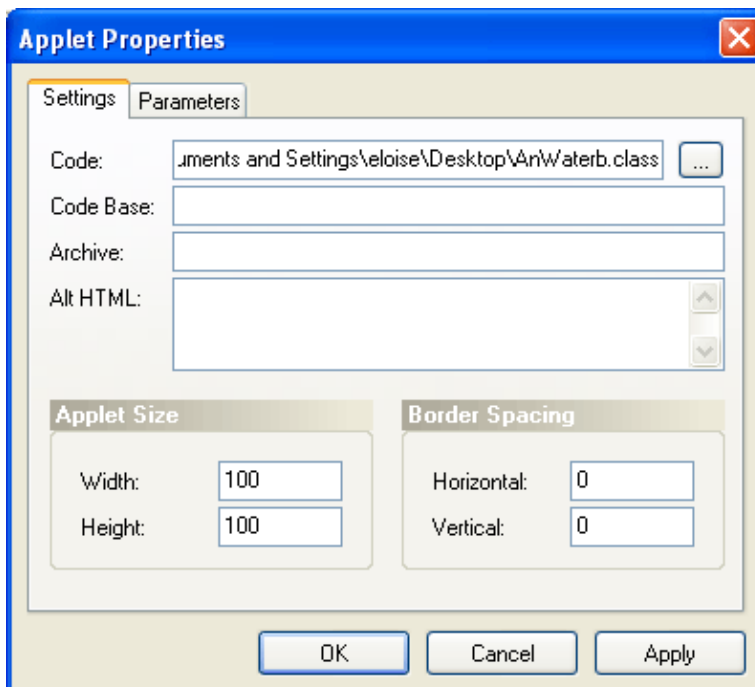 Applet Properties
Settings Parameters
Code: uments and Settings\eloise\Desktop\AnWaterb.class ...
Code Base:
Archive:
Alt HTML:
Applet Size Border Spacing
Width: 100 Horizontal: 0
Height: 100 Vertical: 0
OK Cancel Apply